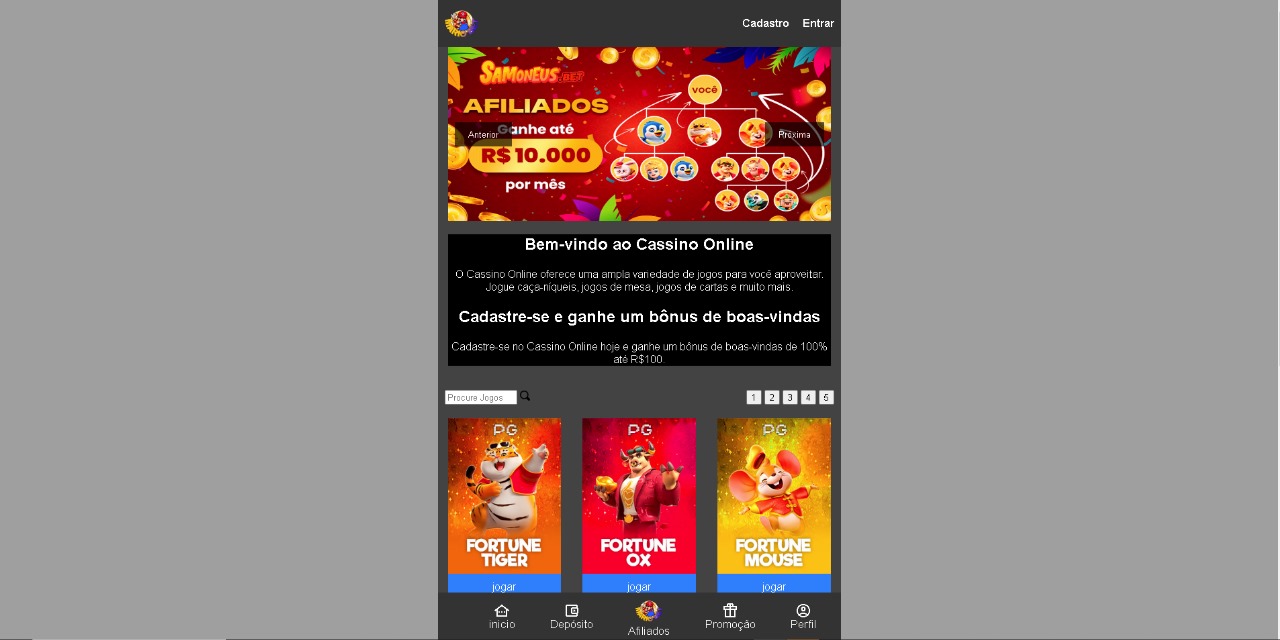 Cadastro Entrar
SAMONEUS.BET
você
AFILIADOS
Anterior
Ganhe até
Próxima
R$ 10.000
por mês
Bem-vindo ao Cassino Online
O Cassino Online oferece uma ampla variedade de jogos para você aproveitar.
Jogue caça-níqueis, jogos de mesa, jogos de cartas e muito mais.
Cadastre-se e ganhe um bônus de boas-vindas
Cadastre-se no Cassino Online hoje e ganhe um bônus de boas-vindas de 100%
até R$100.
Procure Jogos
1 2 3 4 5
PG PG PG
FORTUNE TIGER
FORTUNE OX
FORTUNE MOUSE
jogar jogar jogar
inicio Depósito Afiliados Promoção Perfil